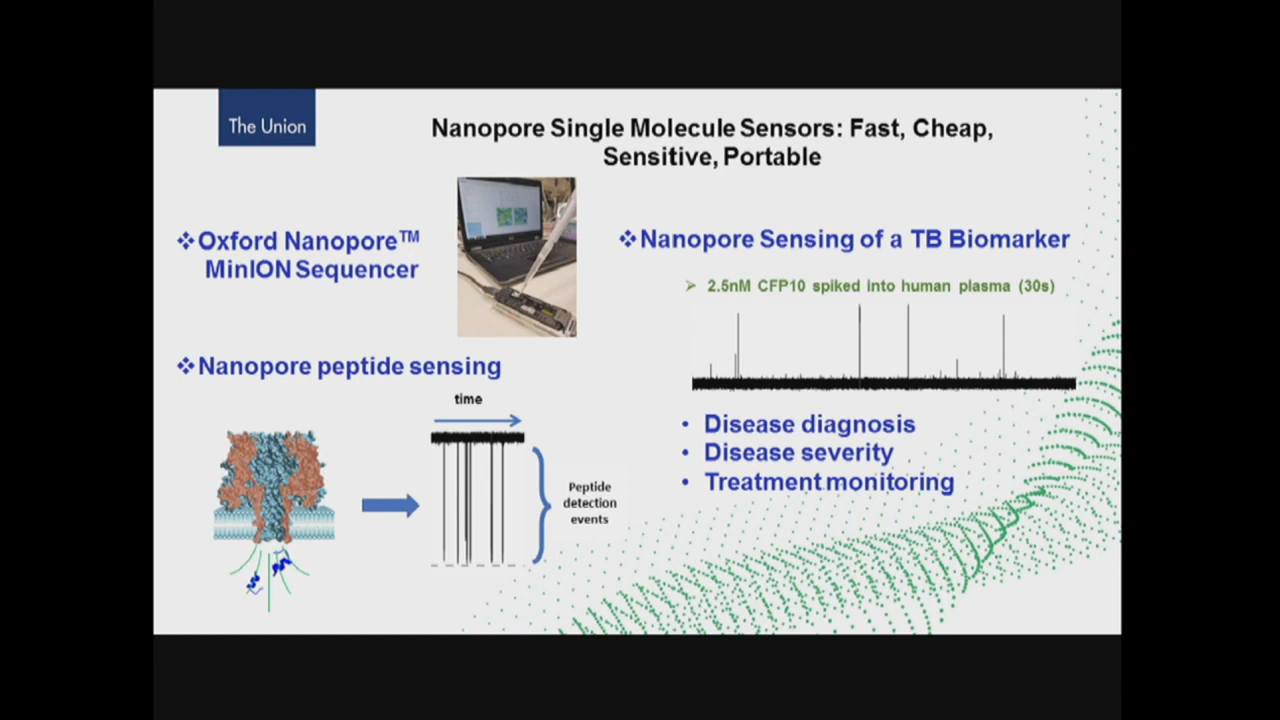 The Union
Nanopore Single Molecule Sensors: Fast, Cheap,
Sensitive, Portable
❖Oxford Nanopore™
MinION Sequencer
❖Nanopore peptide sensing
time
Peptide
detection
events
❖Nanopore Sensing of a TB Biomarker
➢ 2.5nM CFP10 spiked into human plasma (30s)
• Disease diagnosis
• Disease severity
• Treatment monitoring